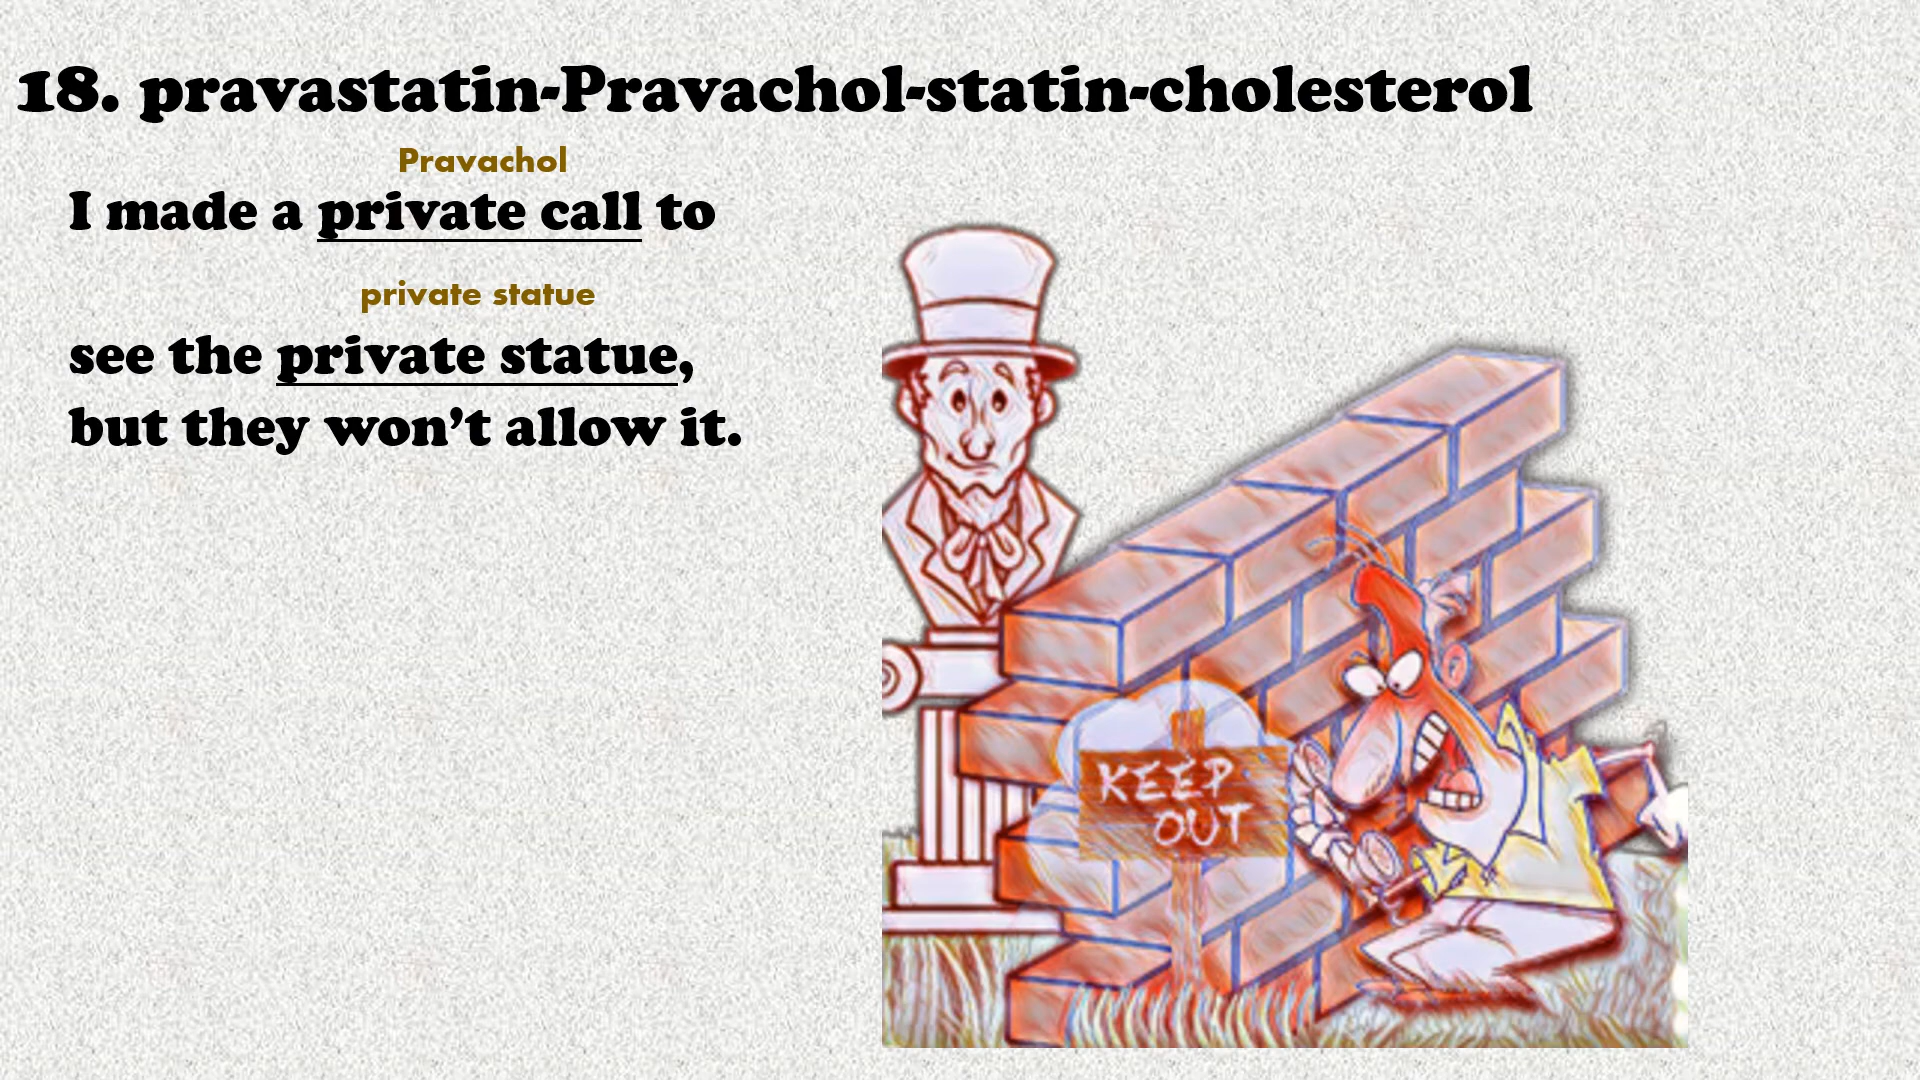 18. pravastatin-Pravachol-statin-cholesterol
Pravachol
I made a private call to
private statue
see the private statue,
but they won’t allow it.
KEEP
OUT